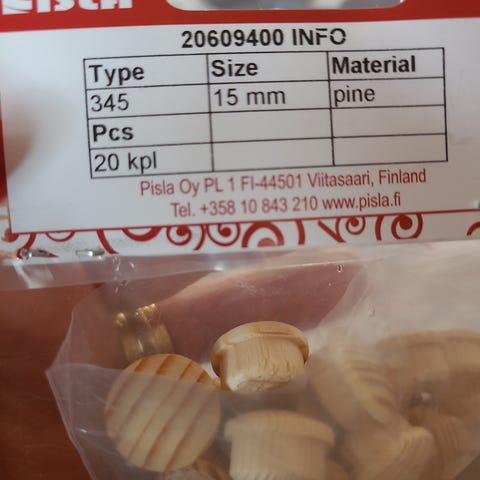 20609400 INFO
Type Size Material
345 15 mm pine
Pcs
20 kpl
Pisla Oy PL 1 FI-44501 Viitasaari, Finland
Tel. +358 10 843 210 www.pisla.fi